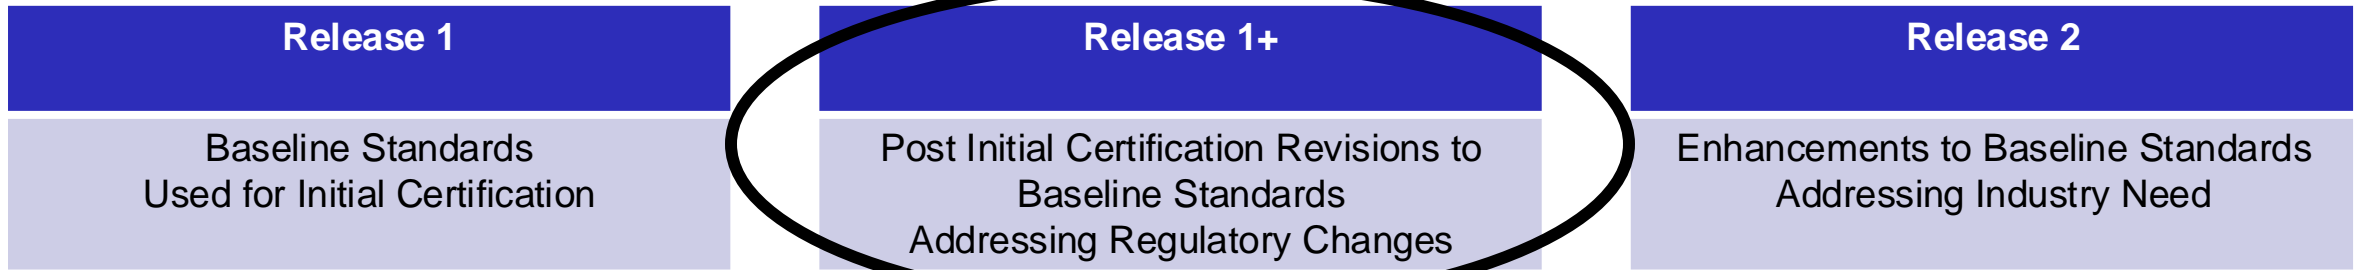 Release 1
Baseline Standards
Used for Initial Certification
Release 1+
Post Initial Certification Revisions to
Baseline Standards
Addressing Regulatory Changes
Release 2
Enhancements to Baseline Standards
Addressing Industry Need